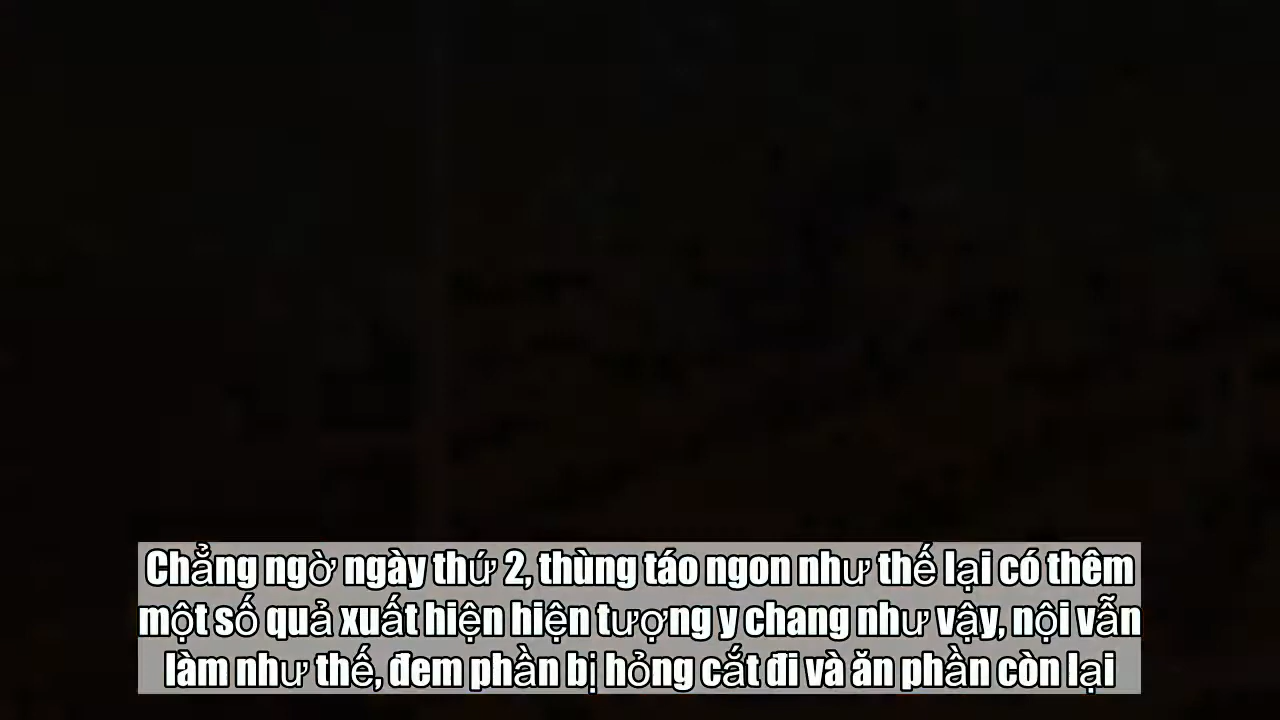 Chẳng ngờ ngày thứ 2, thùng táo ngon như thế lại có thêm
một số quả xuất hiện hiện tượng y chang như vậy, nội vẫn
làm như thế, đem phần bị hỏng cắt đi và ăn phần còn lại